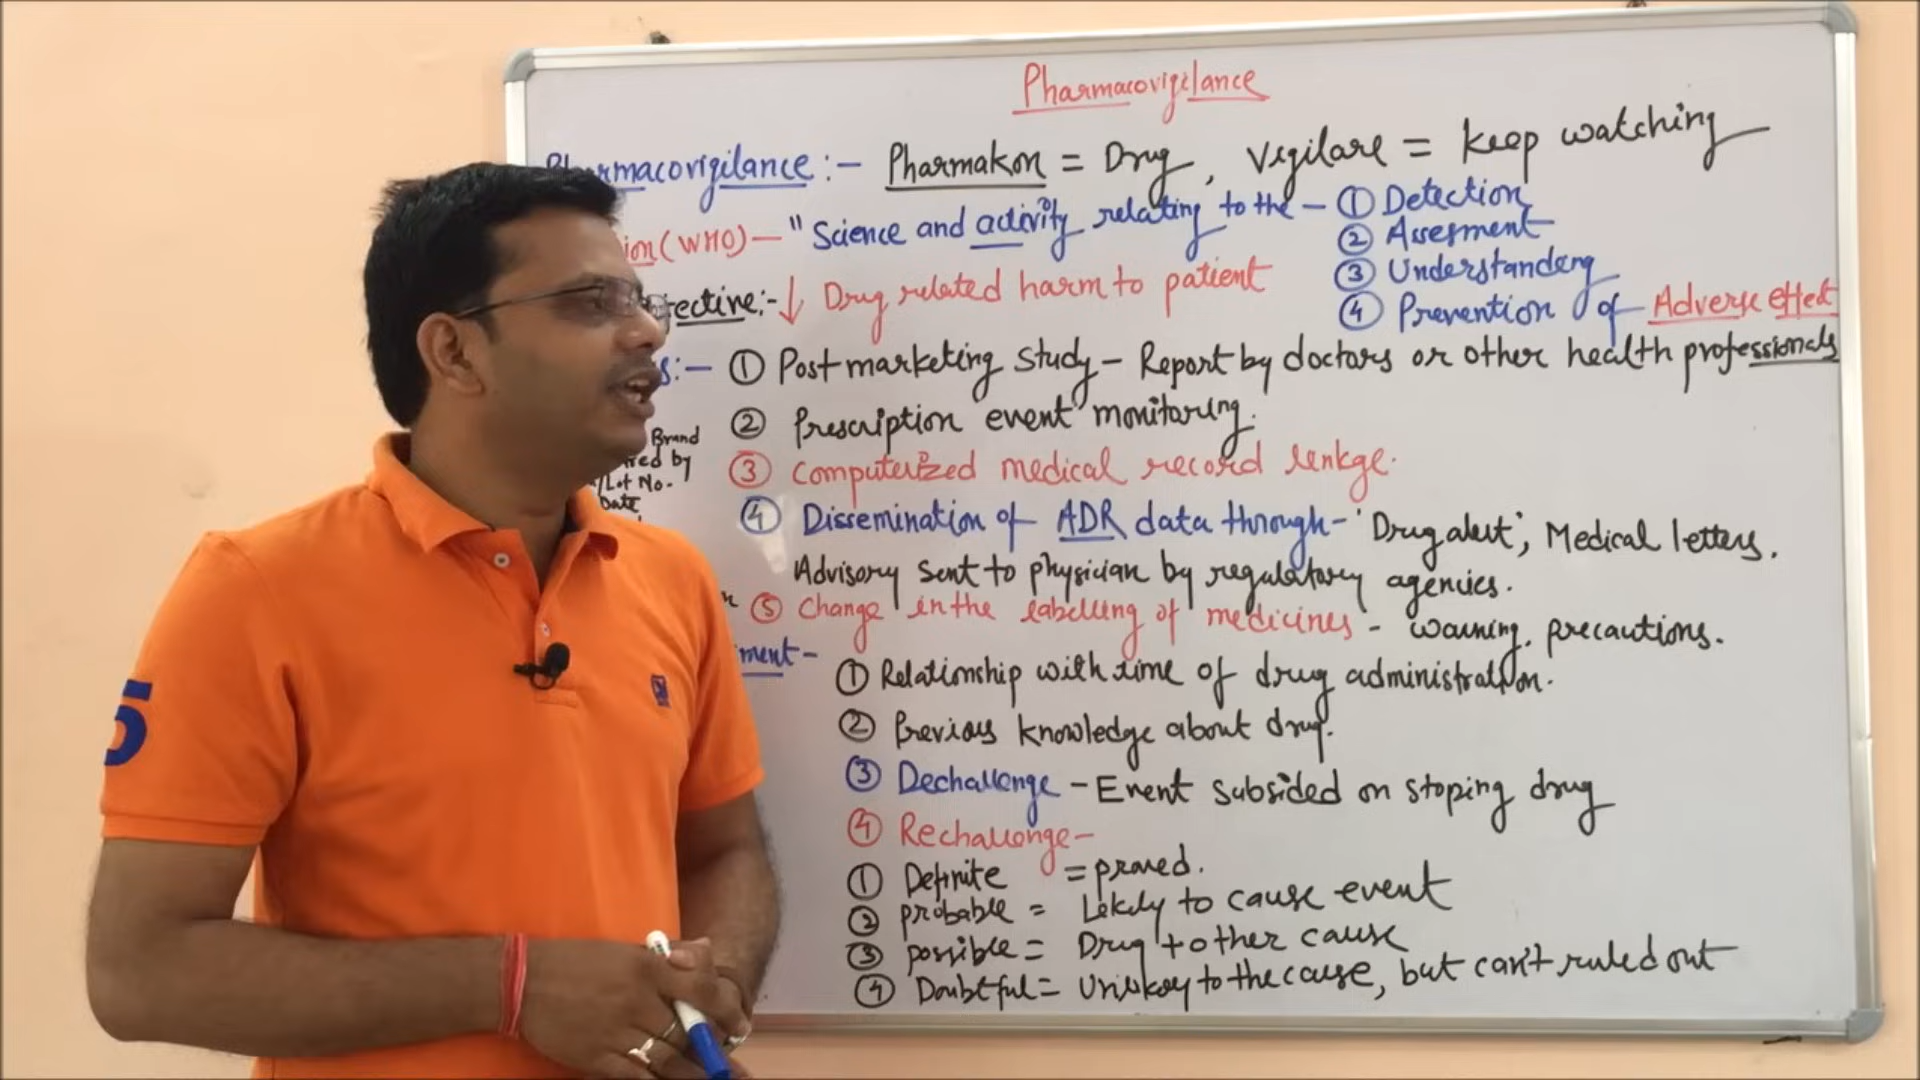 Pharmacovigilance
Pharmacovigilance:- Pharmakon = Drug, Vigilare = Keep watching
ion (WHO) - "Science and activity relating to the - ① Detection
② Assesment
③ Understanding
④ Prevention of Adverse effect
jective:- ↓ Drug related harm to patient
s:- ① Post marketing study - Report by doctors or other health professionals
② Prescription event monitoring.
③ Computerized medical record linkge.
④ Dissemination of ADR data through - 'Drug alert', Medical letters.
Advisory sent to physician by regulatory agencies.
⑤ Change in the labelling of medicines - warning, precautions.
Brand
red by
/Lot No.
Date
ment - ① Relationship with time of drug administration.
② Previous knowledge about drug.
③ Dechallenge - Event subsided on stoping drug
④ Rechallenge -
① Definite = proved.
② probable = Likely to cause event
③ possible = Drug + other cause
④ Doubtful = Unlikely to the cause, but can't ruled out
5